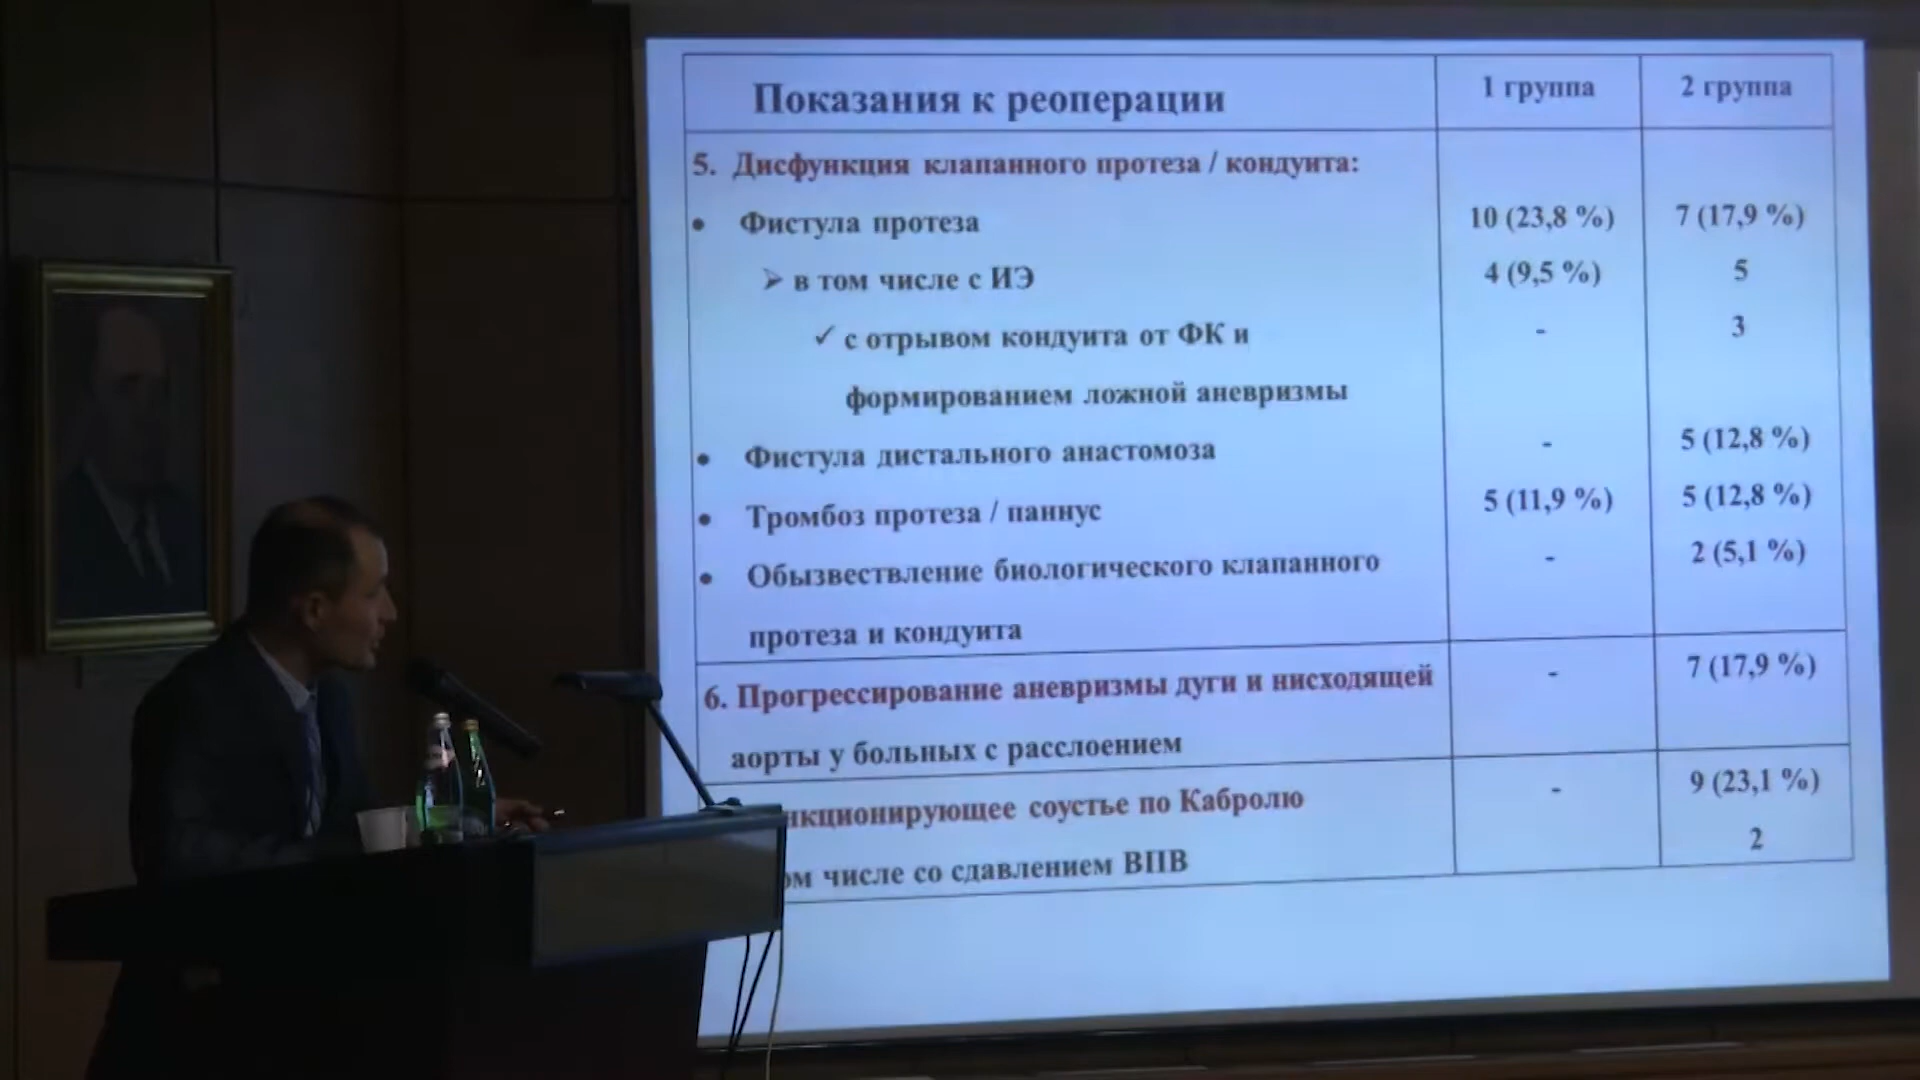 Показания к реоперации 1 группа 2 группа
5. Дисфункция клапанного протеза / кондуита:
• Фистула протеза 10 (23,8 %) 7 (17,9 %)
➢ в том числе с ИЭ 4 (9,5 %) 5
✓ с отрывом кондуита от ФК и - 3
формированием ложной аневризмы
• Фистула дистального анастомоза - 5 (12,8 %)
• Тромбоз протеза / паннус 5 (11,9 %) 5 (12,8 %)
• Обызвествление биологического клапанного - 2 (5,1 %)
протеза и кондуита
6. Прогрессирование аневризмы дуги и нисходящей - 7 (17,9 %)
аорты у больных с расслоением
нкционирующее соустье по Кабролю - 9 (23,1 %)
ом числе со сдавлением ВПВ 2